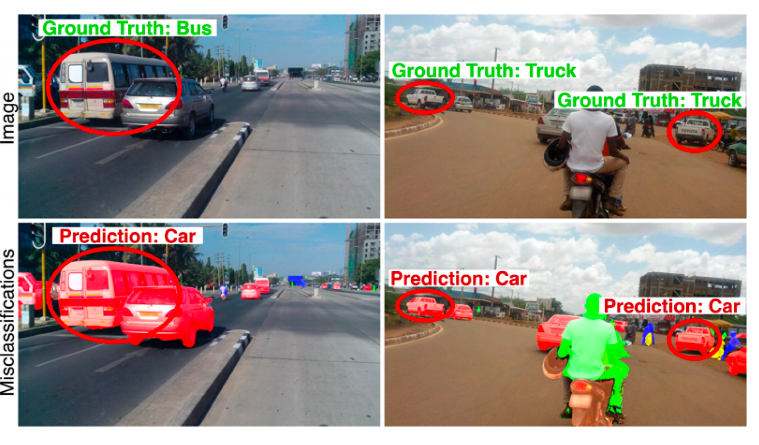 Image
Ground Truth: Bus
Ground Truth: Truck
Ground Truth: Truck
Misclassifications
Prediction: Car
Prediction: Car
Prediction: Car